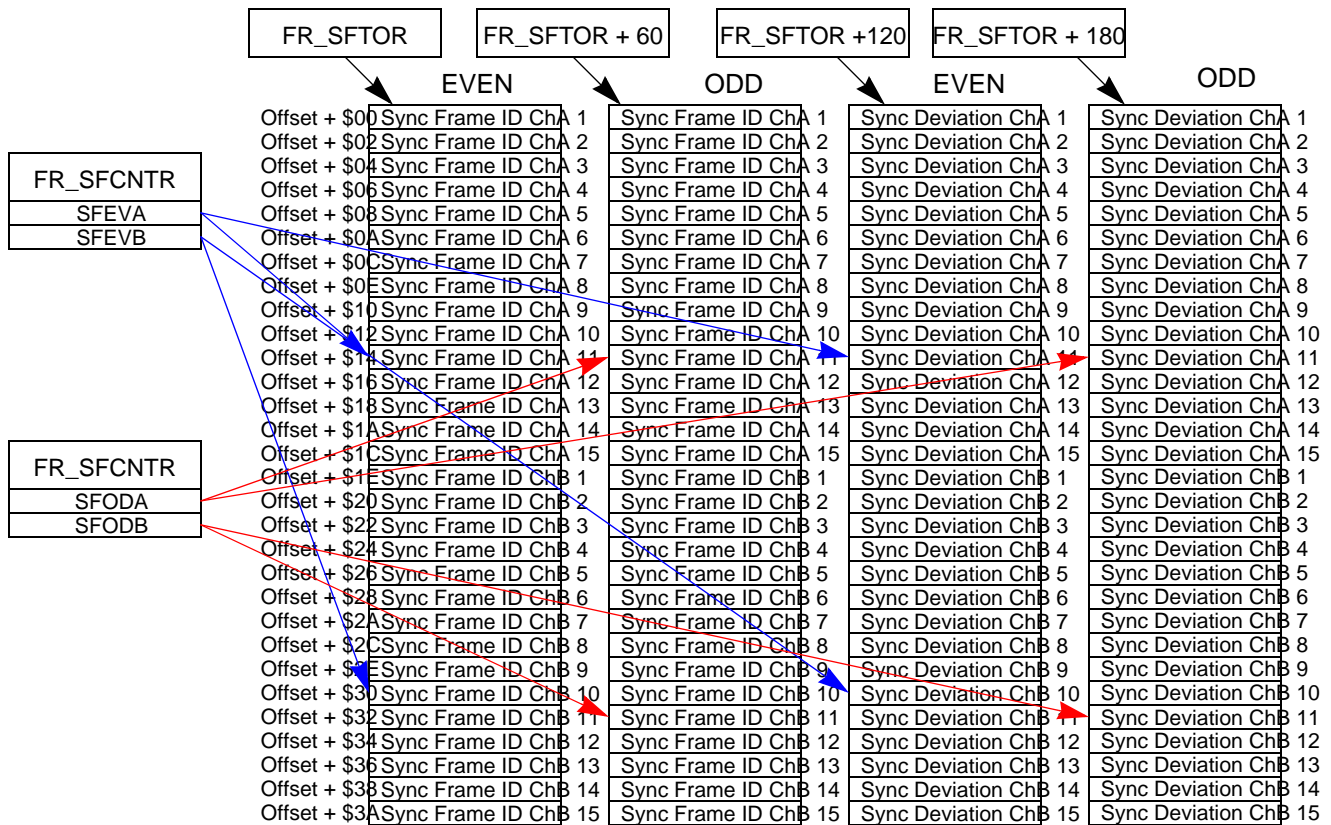 FR_SFTOR FR_SFTOR + 60 FR_SFTOR +120 FR_SFTOR + 180
EVEN ODD EVEN ODD
Offset + $00 Sync Frame ID ChA 1 Sync Frame ID ChA 1 Sync Deviation ChA 1 Sync Deviation ChA 1
Offset + $02 Sync Frame ID ChA 2 Sync Frame ID ChA 2 Sync Deviation ChA 2 Sync Deviation ChA 2
Offset + $04 Sync Frame ID ChA 3 Sync Frame ID ChA 3 Sync Deviation ChA 3 Sync Deviation ChA 3
Offset + $06 Sync Frame ID ChA 4 Sync Frame ID ChA 4 Sync Deviation ChA 4 Sync Deviation ChA 4
Offset + $08 Sync Frame ID ChA 5 Sync Frame ID ChA 5 Sync Deviation ChA 5 Sync Deviation ChA 5
Offset + $0A Sync Frame ID ChA 6 Sync Frame ID ChA 6 Sync Deviation ChA 6 Sync Deviation ChA 6
Offset + $0C Sync Frame ID ChA 7 Sync Frame ID ChA 7 Sync Deviation ChA 7 Sync Deviation ChA 7
Offset + $0E Sync Frame ID ChA 8 Sync Frame ID ChA 8 Sync Deviation ChA 8 Sync Deviation ChA 8
Offset + $10 Sync Frame ID ChA 9 Sync Frame ID ChA 9 Sync Deviation ChA 9 Sync Deviation ChA 9
Offset + $12 Sync Frame ID ChA 10 Sync Frame ID ChA 10 Sync Deviation ChA 10 Sync Deviation ChA 10
Offset + $14 Sync Frame ID ChA 11 Sync Frame ID ChA 11 Sync Deviation ChA 11 Sync Deviation ChA 11
Offset + $16 Sync Frame ID ChA 12 Sync Frame ID ChA 12 Sync Deviation ChA 12 Sync Deviation ChA 12
Offset + $18 Sync Frame ID ChA 13 Sync Frame ID ChA 13 Sync Deviation ChA 13 Sync Deviation ChA 13
Offset + $1A Sync Frame ID ChA 14 Sync Frame ID ChA 14 Sync Deviation ChA 14 Sync Deviation ChA 14
Offset + $1C Sync Frame ID ChA 15 Sync Frame ID ChA 15 Sync Deviation ChA 15 Sync Deviation ChA 15
Offset + $1E Sync Frame ID ChB 1 Sync Frame ID ChB 1 Sync Deviation ChB 1 Sync Deviation ChB 1
Offset + $20 Sync Frame ID ChB 2 Sync Frame ID ChB 2 Sync Deviation ChB 2 Sync Deviation ChB 2
Offset + $22 Sync Frame ID ChB 3 Sync Frame ID ChB 3 Sync Deviation ChB 3 Sync Deviation ChB 3
Offset + $24 Sync Frame ID ChB 4 Sync Frame ID ChB 4 Sync Deviation ChB 4 Sync Deviation ChB 4
Offset + $26 Sync Frame ID ChB 5 Sync Frame ID ChB 5 Sync Deviation ChB 5 Sync Deviation ChB 5
Offset + $28 Sync Frame ID ChB 6 Sync Frame ID ChB 6 Sync Deviation ChB 6 Sync Deviation ChB 6
Offset + $2A Sync Frame ID ChB 7 Sync Frame ID ChB 7 Sync Deviation ChB 7 Sync Deviation ChB 7
Offset + $2C Sync Frame ID ChB 8 Sync Frame ID ChB 8 Sync Deviation ChB 8 Sync Deviation ChB 8
Offset + $2E Sync Frame ID ChB 9 Sync Frame ID ChB 9 Sync Deviation ChB 9 Sync Deviation ChB 9
Offset + $30 Sync Frame ID ChB 10 Sync Frame ID ChB 10 Sync Deviation ChB 10 Sync Deviation ChB 10
Offset + $32 Sync Frame ID ChB 11 Sync Frame ID ChB 11 Sync Deviation ChB 11 Sync Deviation ChB 11
Offset + $34 Sync Frame ID ChB 12 Sync Frame ID ChB 12 Sync Deviation ChB 12 Sync Deviation ChB 12
Offset + $36 Sync Frame ID ChB 13 Sync Frame ID ChB 13 Sync Deviation ChB 13 Sync Deviation ChB 13
Offset + $38 Sync Frame ID ChB 14 Sync Frame ID ChB 14 Sync Deviation ChB 14 Sync Deviation ChB 14
Offset + $3A Sync Frame ID ChB 15 Sync Frame ID ChB 15 Sync Deviation ChB 15 Sync Deviation ChB 15
FR_SFCNTR
SFEVA
SFEVB
FR_SFCNTR
SFODA
SFODB